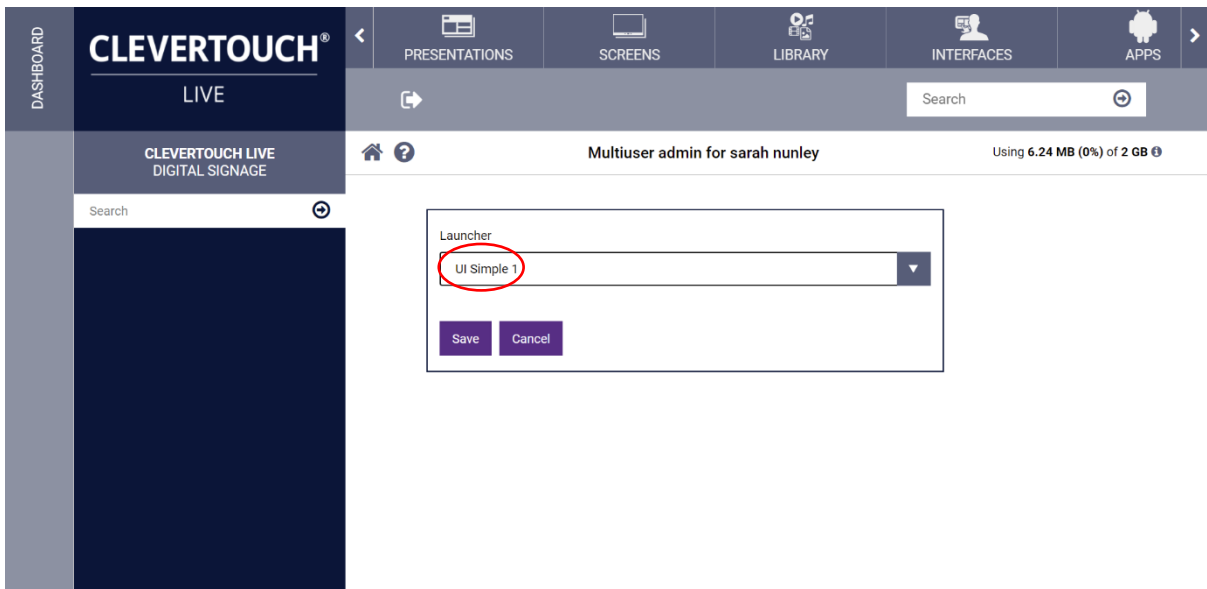 DASHBOARD
CLEVERTOUCH®
LIVE
PRESENTATIONS
SCREENS
LIBRARY
INTERFACES
APPS
Search
CLEVERTOUCH LIVE
DIGITAL SIGNAGE
Multiuser admin for sarah nunley
Using 6.24 MB (0%) of 2 GB
Search
Launcher
UI Simple 1
Save
Cancel